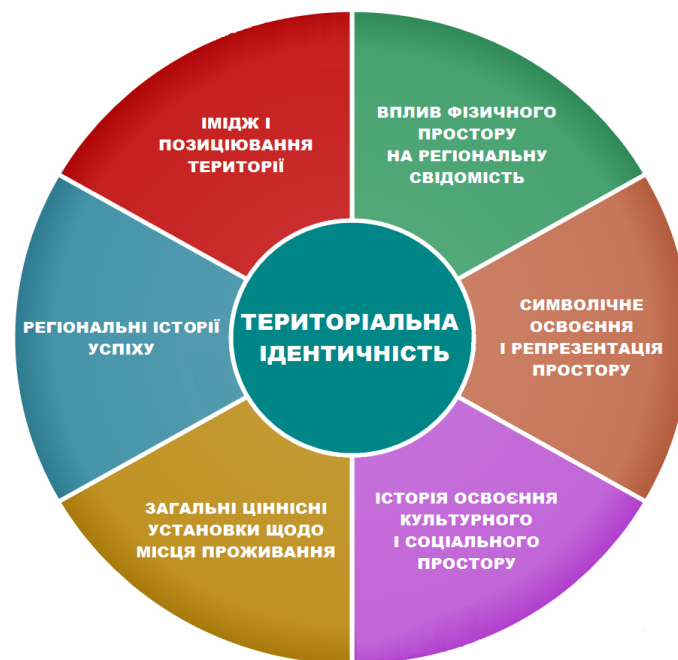 ІМІДЖ І
ПОЗИЦІЮВАННЯ
ТЕРИТОРІЇ
ВПЛИВ ФІЗИЧНОГО
ПРОСТОРУ
НА РЕГІОНАЛЬНУ
СВІДОМІСТЬ
РЕГІОНАЛЬНІ ІСТОРІЇ
УСПІХУ
ТЕРИТОРІАЛЬНА
ІДЕНТИЧНІСТЬ
СИМВОЛІЧНЕ
ОСВОЄННЯ
І РЕПРЕЗЕНТАЦІЯ
ПРОСТОРУ
ЗАГАЛЬНІ ЦІННІСНІ
УСТАНОВКИ ЩОДО
МІСЦЯ ПРОЖИВАННЯ
ІСТОРІЯ ОСВОЄННЯ
КУЛЬТУРНОГО
І СОЦІАЛЬНОГО
ПРОСТОРУ